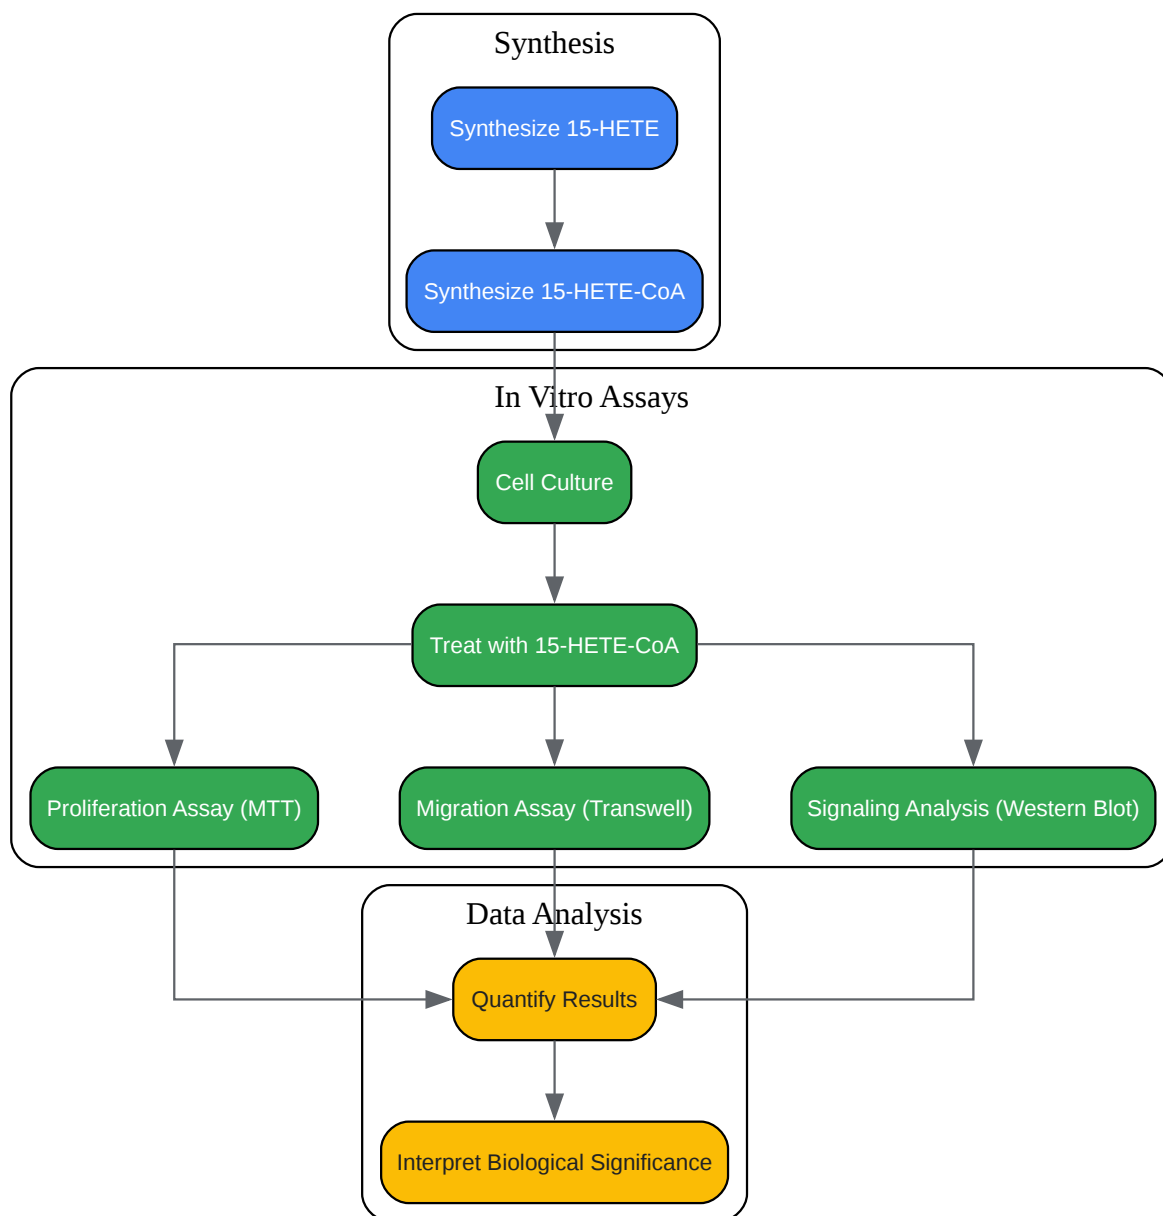 Synthesis
Synthesize 15-HETE
Synthesize 15-HETE-CoA
In Vitro Assays
Cell Culture
Treat with 15-HETE-CoA
Proliferation Assay (MTT)
Migration Assay (Transwell)
Signaling Analysis (Western Blot)
Data Analysis
Quantify Results
Interpret Biological Significance